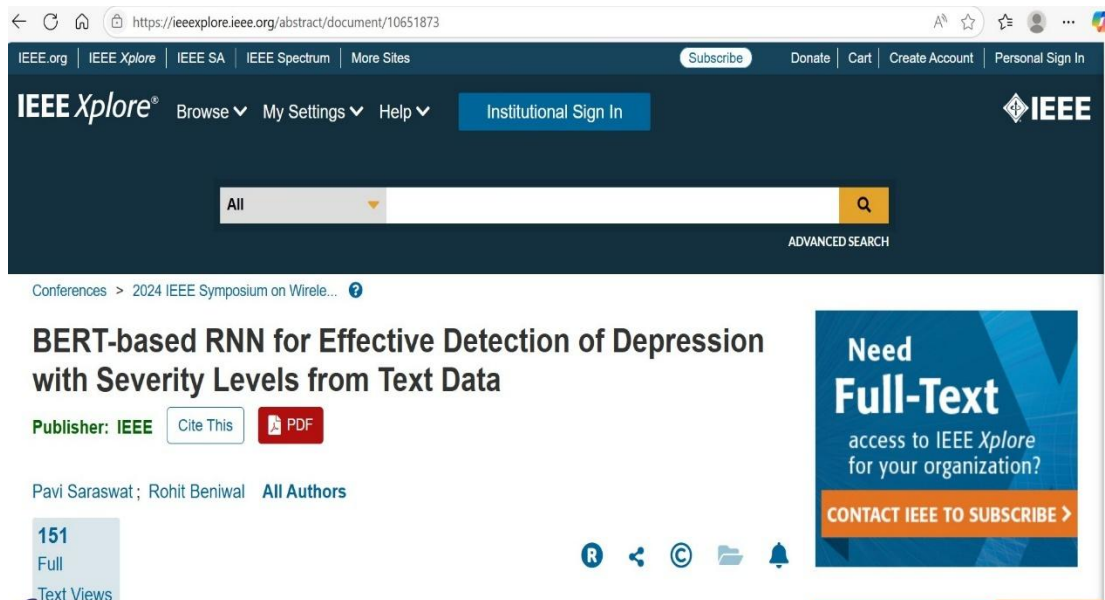 https://ieeexplore.ieee.org/abstract/document/10651873
IEEE.org IEEE Xplore IEEE SA IEEE Spectrum More Sites Subscribe Donate Cart Create Account Personal Sign In
IEEE Xplore® Browse My Settings Help Institutional Sign In IEEE
All
ADVANCED SEARCH
Conferences > 2024 IEEE Symposium on Wirele...
BERT-based RNN for Effective Detection of Depression
with Severity Levels from Text Data
Publisher: IEEE Cite This PDF
Pavi Saraswat ; Rohit Beniwal All Authors
151
Full
Text Views
R ©
Need
Full-Text
access to IEEE Xplore
for your organization?
CONTACT IEEE TO SUBSCRIBE >